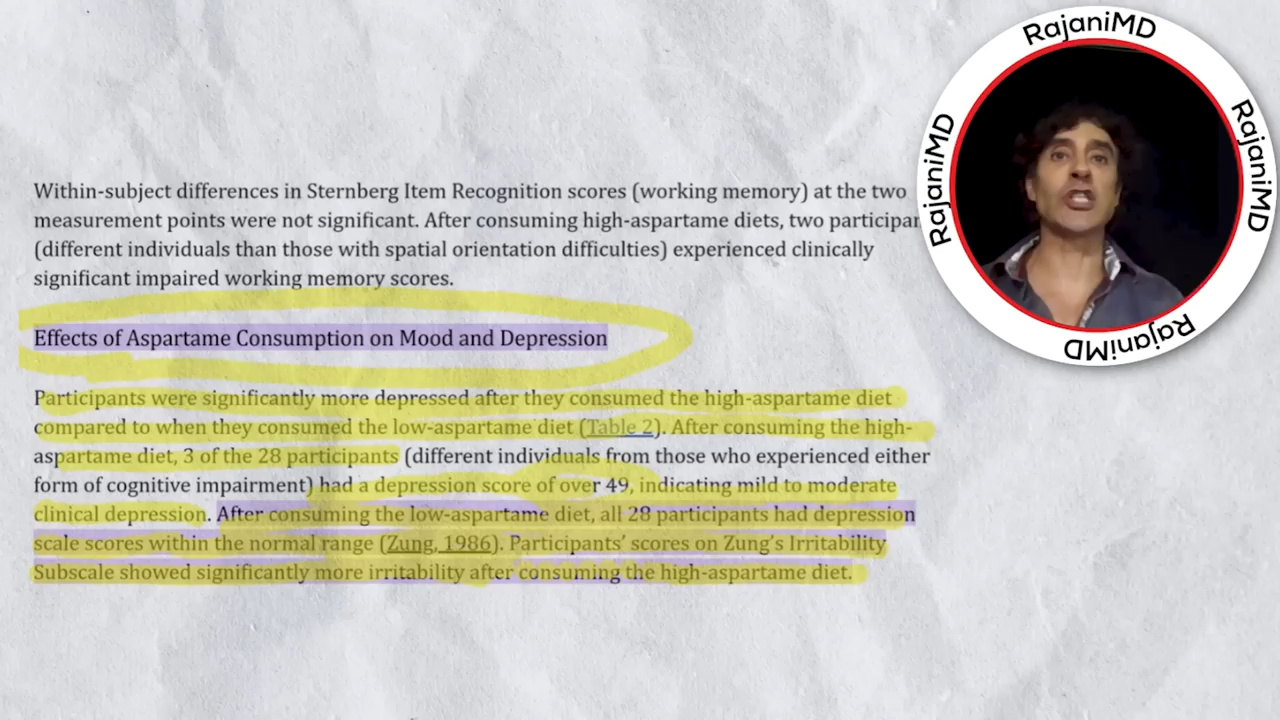 Within-subject differences in Sternberg Item Recognition scores (working memory) at the two
measurement points were not significant. After consuming high-aspartame diets, two participan
(different individuals than those with spatial orientation difficulties) experienced clinically
significant impaired working memory scores.
Effects of Aspartame Consumption on Mood and Depression
Participants were significantly more depressed after they consumed the high-aspartame diet
compared to when they consumed the low-aspartame diet (Table 2). After consuming the high-
aspartame diet, 3 of the 28 participants (different individuals from those who experienced either
form of cognitive impairment) had a depression score of over 49, indicating mild to moderate
clinical depression. After consuming the low-aspartame diet, all 28 participants had depression
scale scores within the normal range (Zung, 1986). Participants' scores on Zung's Irritability
Subscale showed significantly more irritability after consuming the high-aspartame diet.
RajaniMD
RajaniMD
RajaniMD
RajaniMD